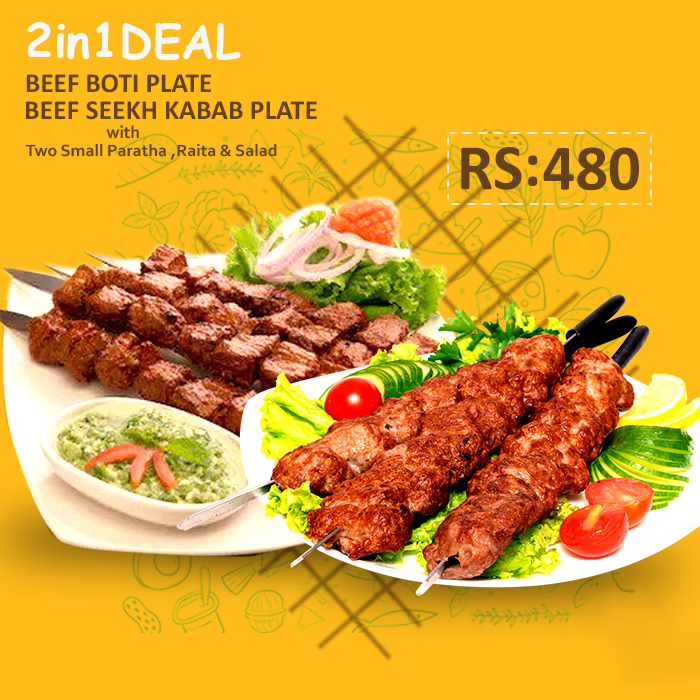 2in1DEAL
BEEF BOTI PLATE
BEEF SEEKH KABAB PLATE
with
Two Small Paratha ,Raita & Salad
RS:480